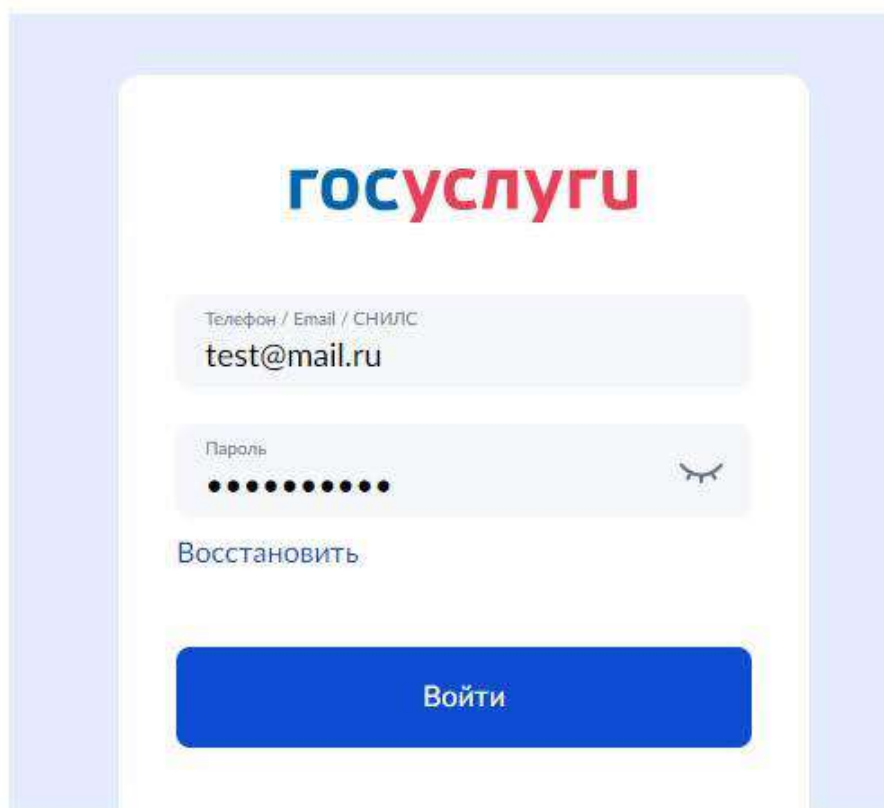 госуслуги
Телефон / Email / СНИЛС
test@mail.ru
Пароль
••••••••••
Восстановить
Войти